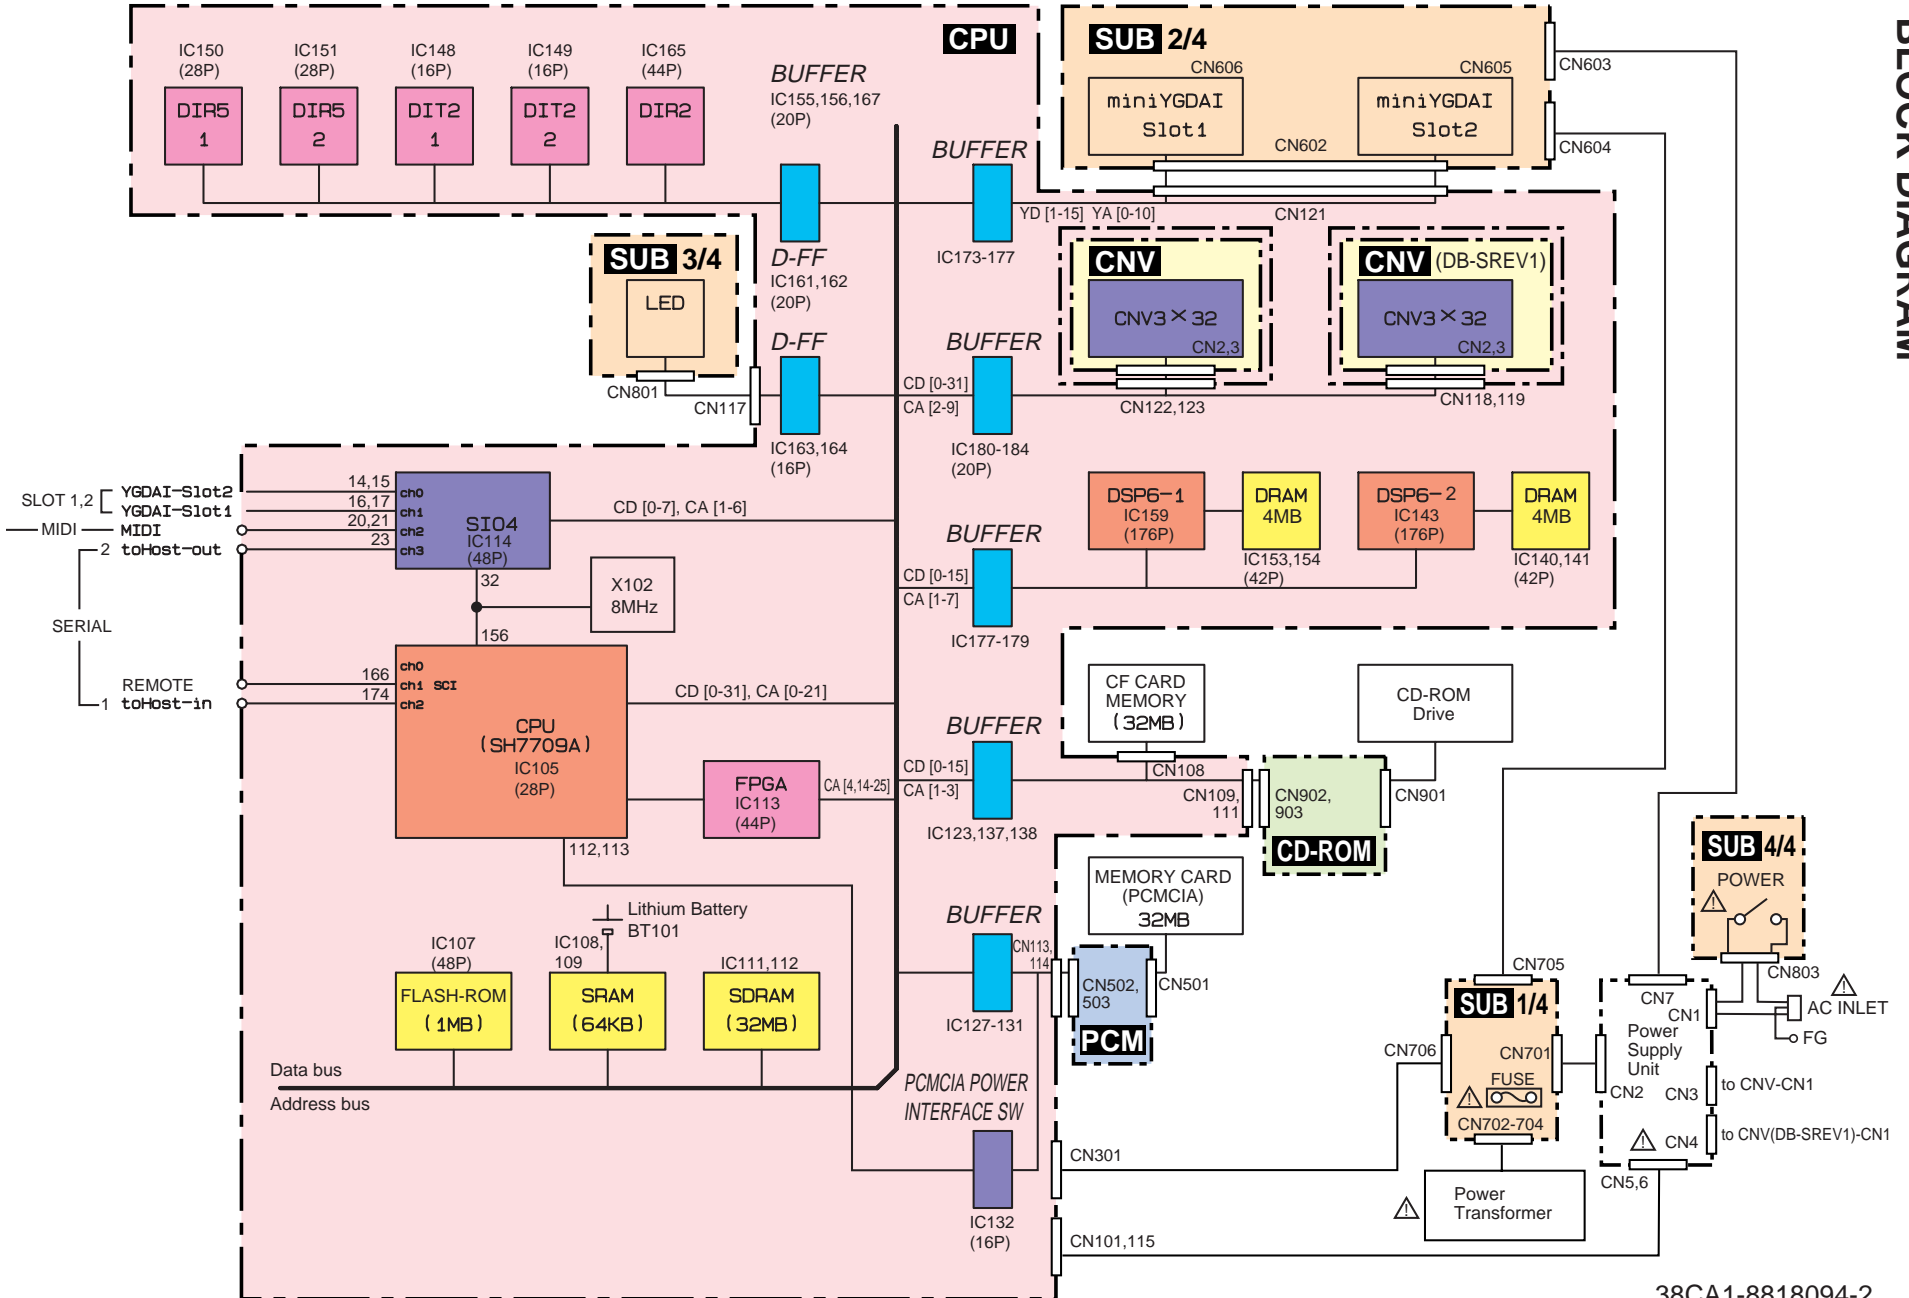 BLOCK DIAGRAM
CPU
IC150
(28P)
DIR5
1
IC151
(28P)
DIR5
2
IC148
(16P)
DIT2
1
IC149
(16P)
DIT2
2
IC165
(44P)
DIR2
BUFFER
IC155,156,167
(20P)
D-FF
IC161,162
(20P)
BUFFER
IC173-177
YD [1-15] YA [0-10]
SUB 2/4
CN606
miniYGDAI
Slot1
CN605
miniYGDAI
Slot2
CN602
CN121
CN603
CN604
SUB 3/4
LED
CN801
CN117
D-FF
IC163,164
(16P)
BUFFER
CD [0-31]
CA [2-9]
IC180-184
(20P)
CNV
CNV3×32
CN2,3
CN122,123
CNV (DB-SREV1)
CNV3×32
CN2,3
CN118,119
SLOT 1,2
YGDAI-Slot2
YGDAI-Slot1
MIDI
MIDI
2
toHost-out
14,15
16,17
20,21
23
ch0
ch1
ch2
ch3
SIO4
IC114
(48P)
CD [0-7], CA [1-6]
32
X102
8MHz
156
SERIAL
REMOTE
1
toHost-in
166
174
ch0
ch1 SCI
ch2
CPU
(SH7709A)
IC105
(28P)
CD [0-31], CA [0-21]
112,113
FPGA
IC113
(44P)
CA [4,14-25]
BUFFER
CD [0-15]
CA [1-7]
IC177-179
DSP6-1
IC159
(176P)
DRAM
4MB
IC153,154
(42P)
DSP6-2
IC143
(176P)
DRAM
4MB
IC140,141
(42P)
BUFFER
CD [0-15]
CA [1-3]
IC123,137,138
CF CARD
MEMORY
(32MB)
CN108
CN109,
111
CN902,
903
CD-ROM
CN901
CD-ROM
Drive
Lithium Battery
BT101
IC107
(48P)
FLASH-ROM
(1MB)
IC108,
109
SRAM
(64KB)
IC111,112
SDRAM
(32MB)
Data bus
Address bus
BUFFER
IC127-131
CN113,
114
CN502,
503
PCM
CN501
MEMORY CARD
(PCMCIA)
32MB
PCMCIA POWER
INTERFACE SW
IC132
(16P)
CN301
CN101,115
SUB 4/4
POWER
CN803
CN705
SUB 1/4
CN706
CN701
FUSE
CN702-704
Power
Transformer
CN7
CN1
Power
Supply
Unit
CN2
CN3
CN4
CN5,6
AC INLET
FG
to CNV-CN1
to CNV(DB-SREV1)-CN1
38CA1-8818094-2